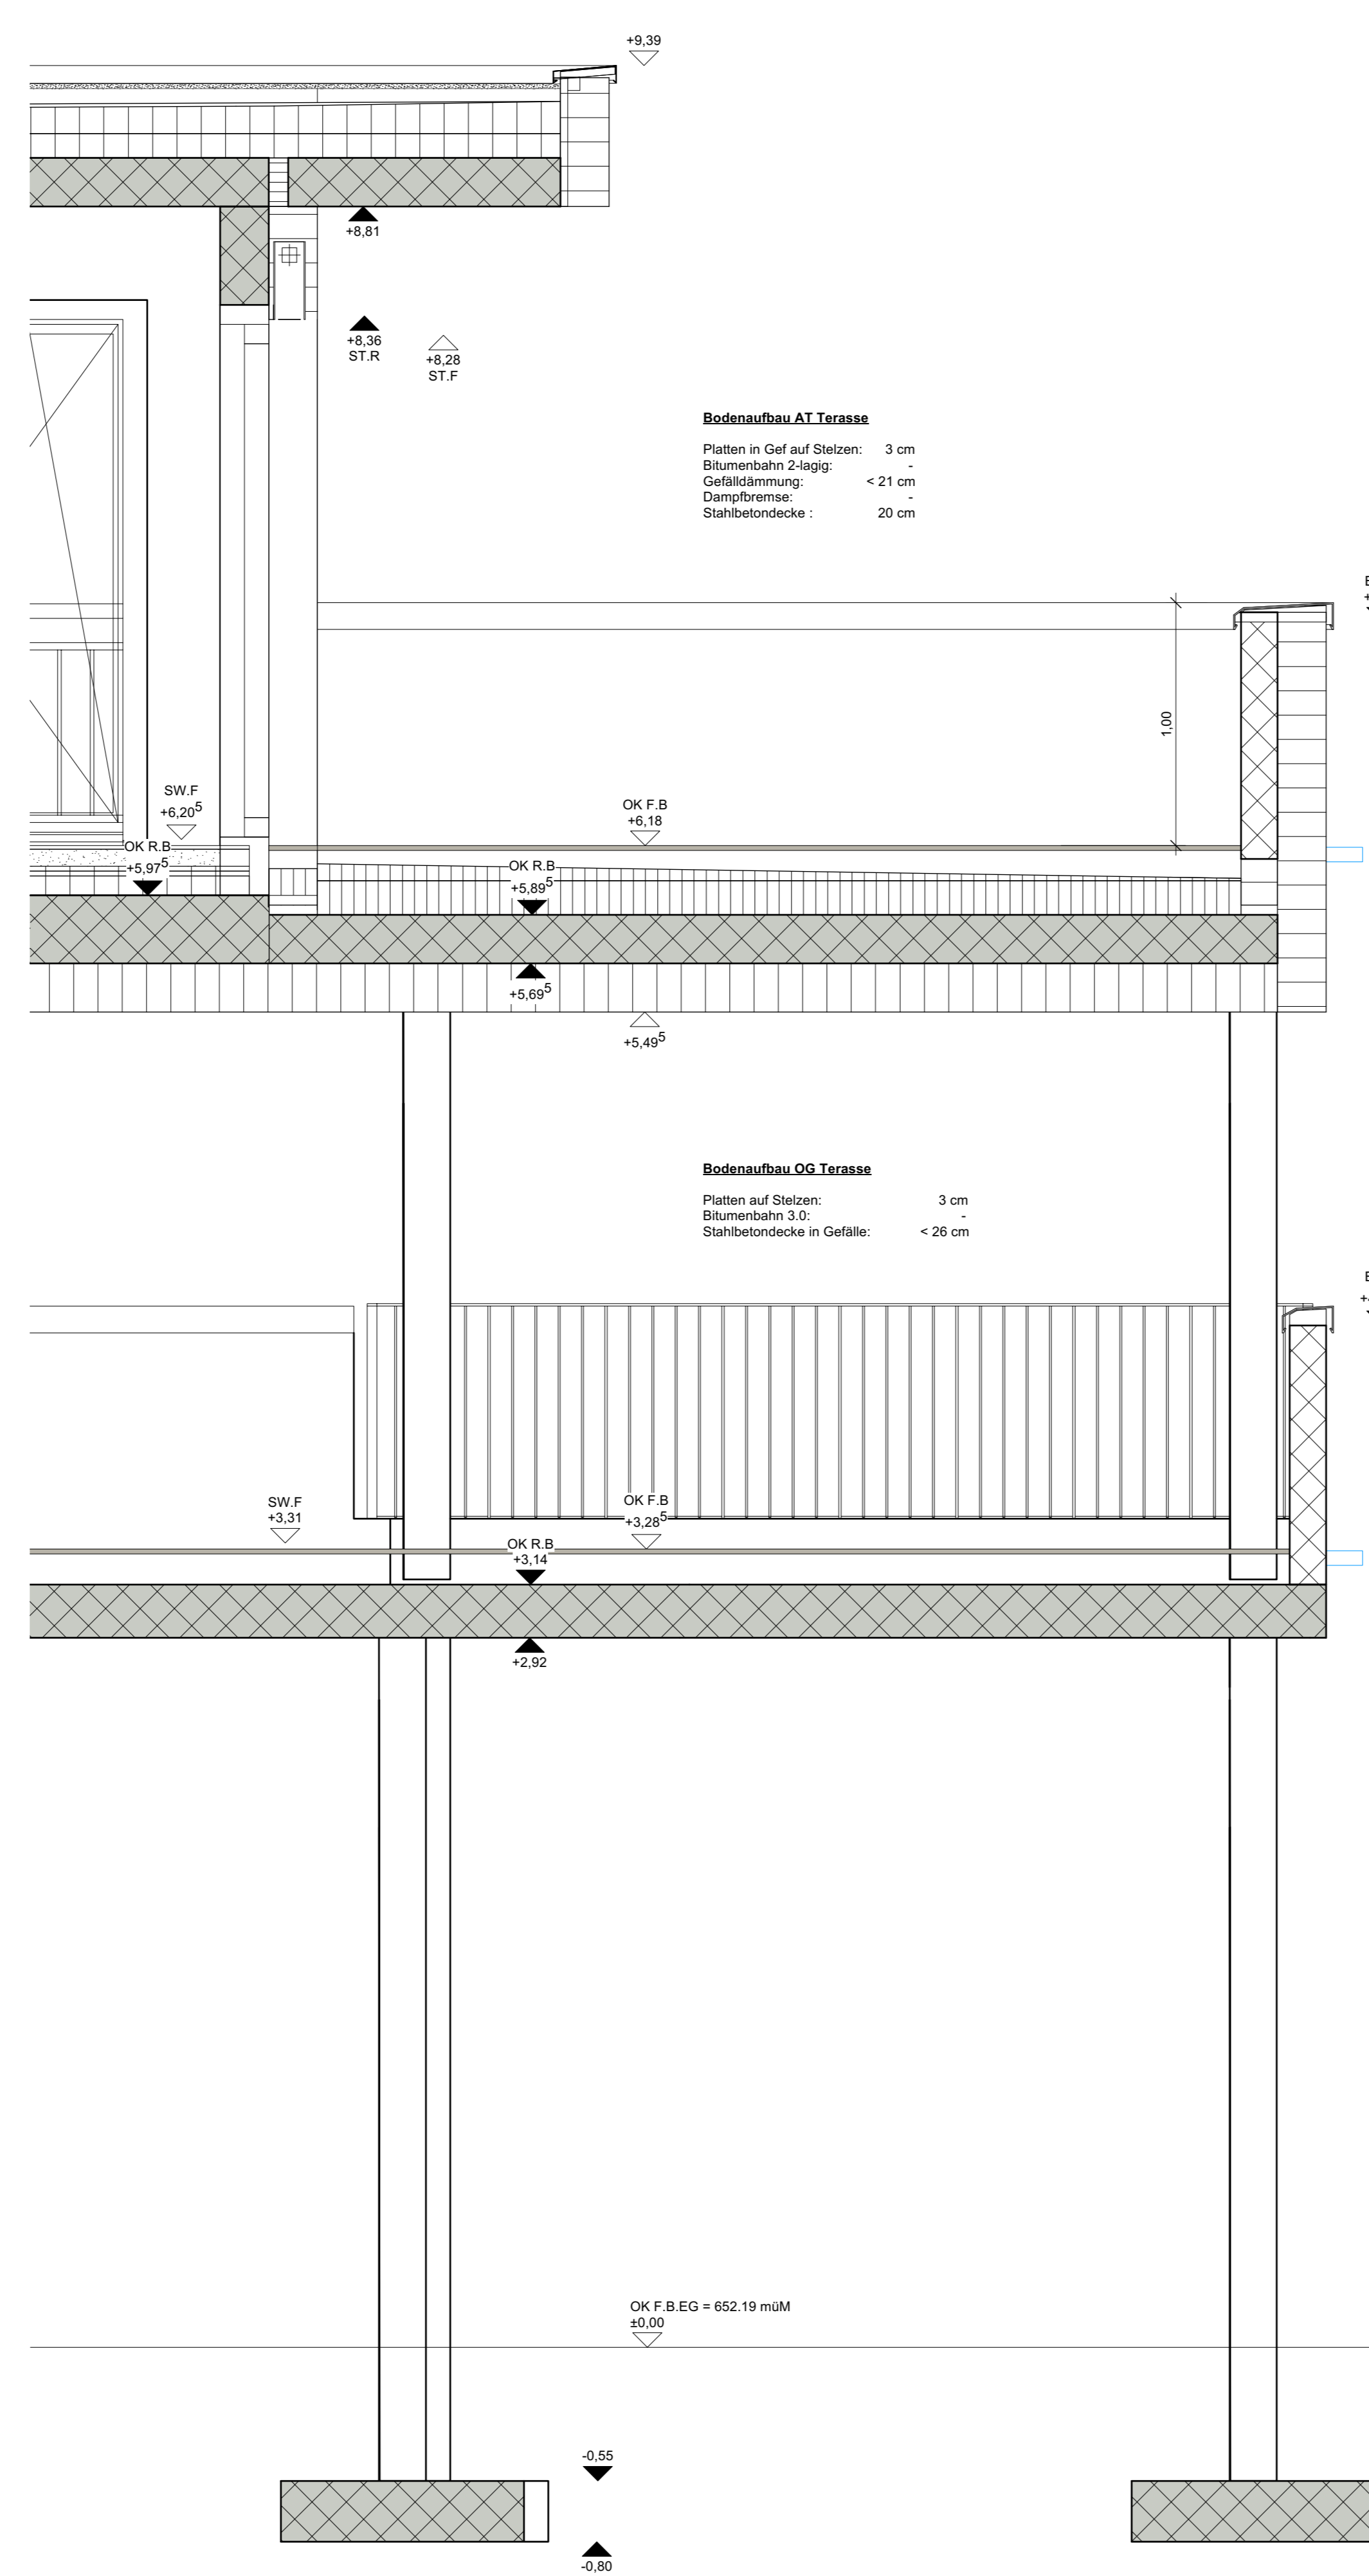 +9,39
+8,81
+8,36
ST.R
+8,28
ST.F
Bodenaufbau AT Terasse
Platten in Gef auf Stelzen: 3 cm
Bitumenbahn 2-lagig: -
Gefälldämmung: < 21 cm
Dampfbremse: -
Stahlbetondecke : 20 cm
1,00
SW.F
+6,20⁵
OK F.B
+6,18
OK R.B
+5,97⁵
OK R.B
+5,89⁵
+5,69⁵
+5,49⁵
Bodenaufbau OG Terasse
Platten auf Stelzen: 3 cm
Bitumenbahn 3.0: -
Stahlbetondecke in Gefälle: < 26 cm
SW.F
+3,31
OK F.B
+3,28⁵
OK R.B
+3,14
+2,92
OK F.B.EG = 652.19 müM
±0,00
-0,55
-0,80